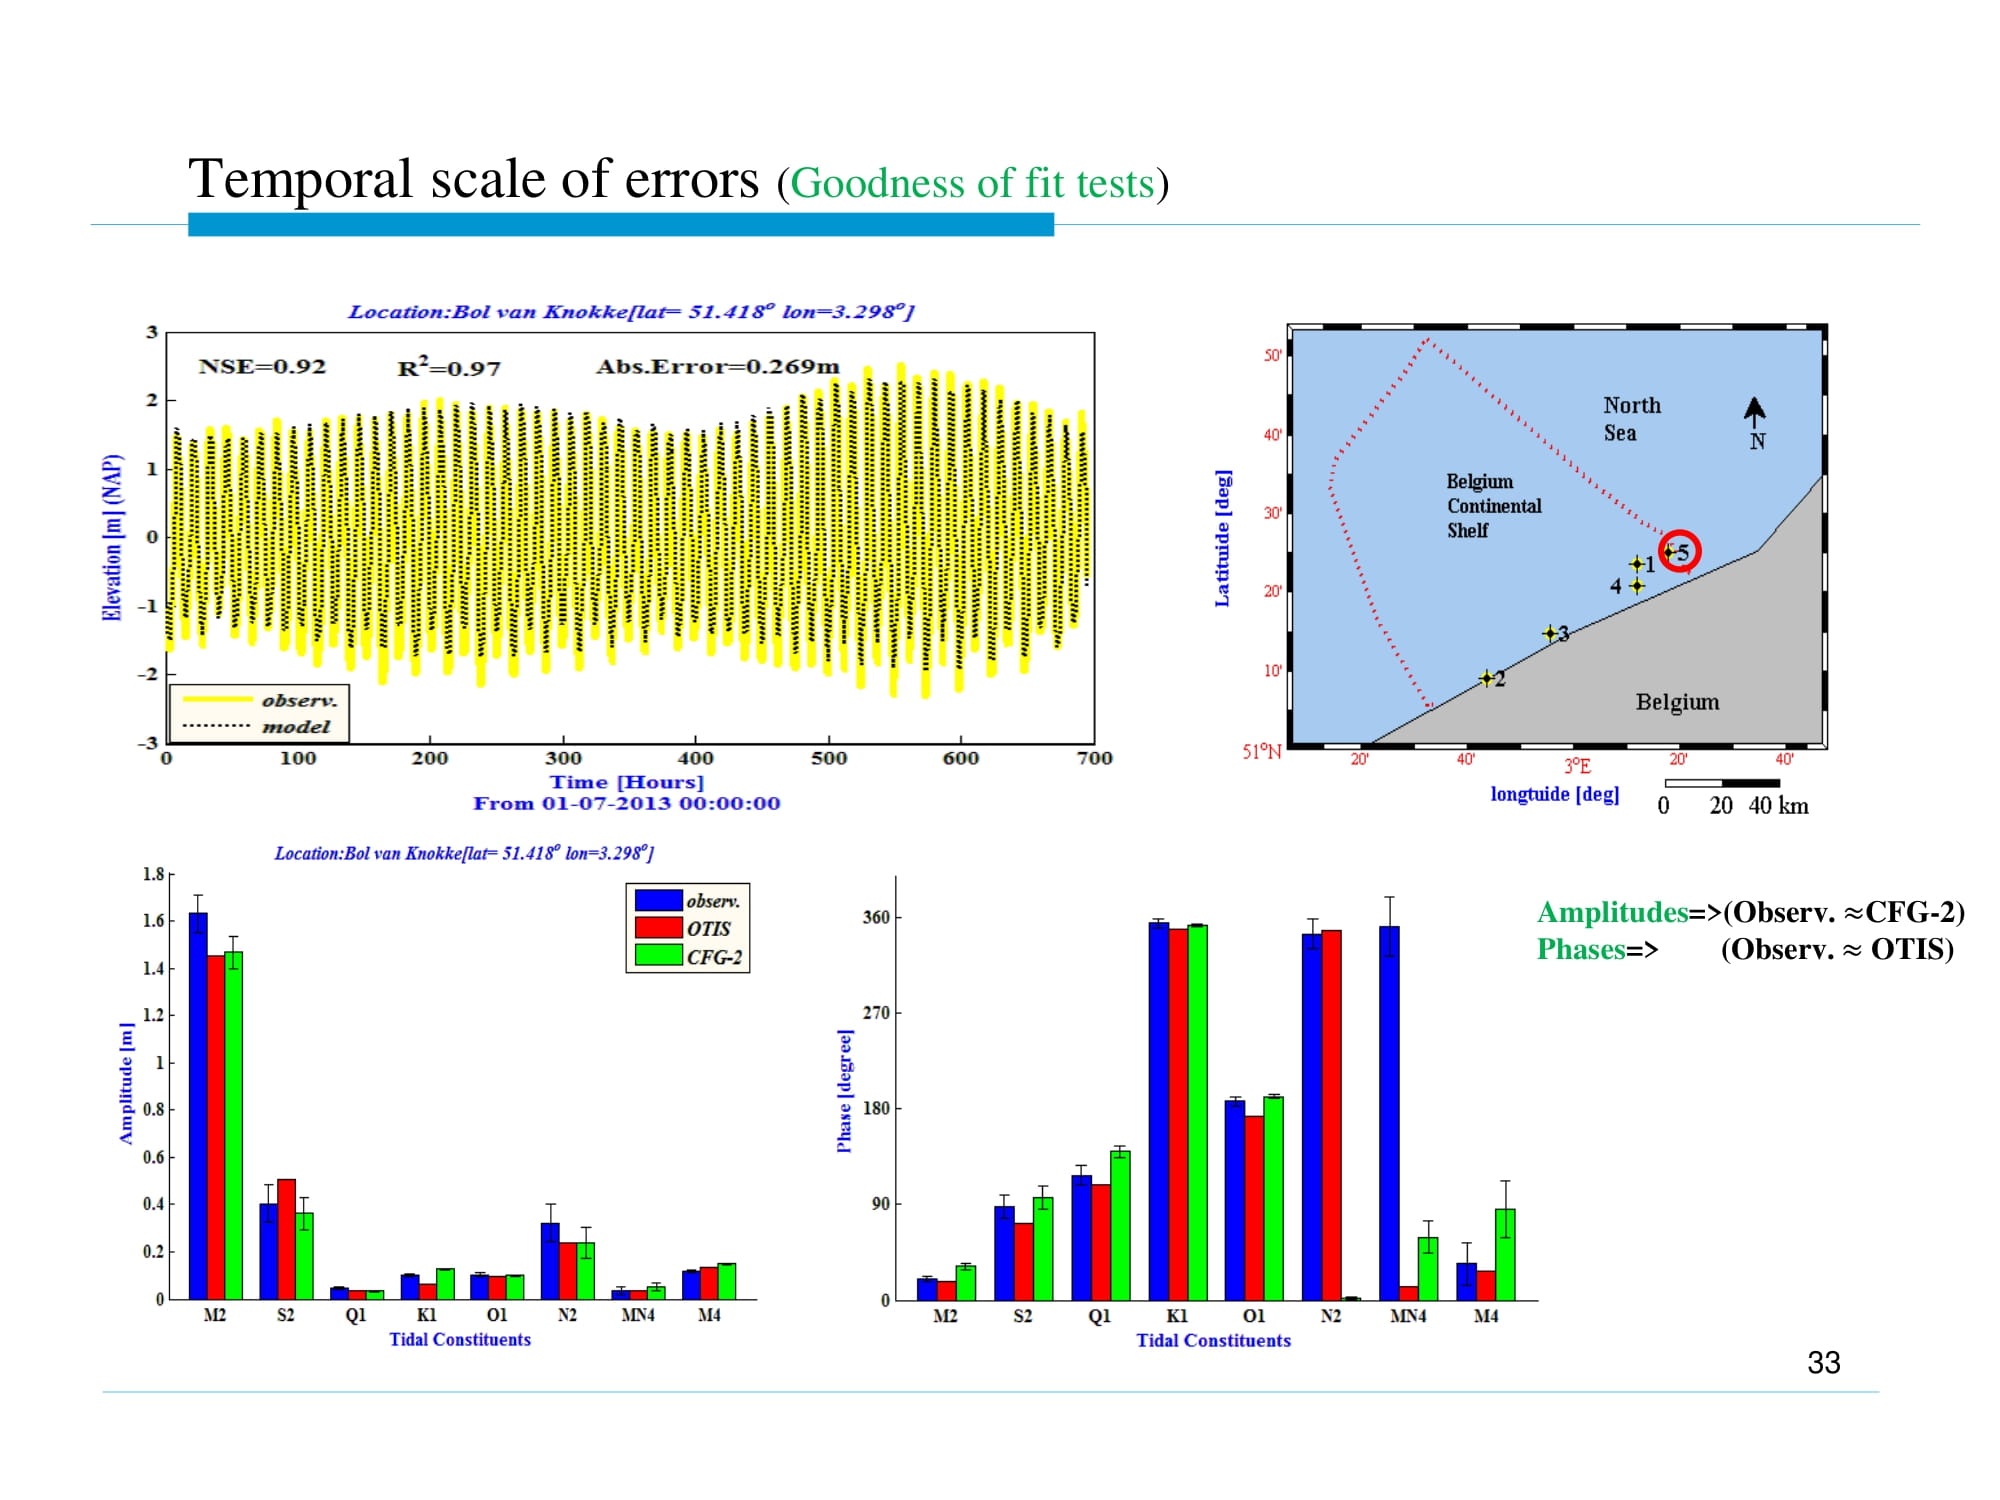 Temporal scale of errors (Goodness of fit tests)
Location:Bol van Knokke[lat= 51.418° lon=3.298°]
NSE=0.92 R²=0.97 Abs.Error=0.269m
3
2
1
0
−1
−2
−3
Elevation [m] (NAP)
observ.
model
0 100 200 300 400 500 600 700
Time [Hours]
From 01-07-2013 00:00:00
50'
40'
30'
20'
10'
51°N
Latituide [deg]
North
Sea
N
Belgium
Continental
Shelf
5
1
4
3
2
Belgium
20' 40' 3°E 20' 40'
longtuide [deg]
0 20 40 km
Location:Bol van Knokke[lat= 51.418° lon=3.298°]
1.8
1.6
1.4
1.2
1
0.8
0.6
0.4
0.2
0
Amplitude [m]
observ.
OTIS
CFG-2
M2 S2 Q1 K1 O1 N2 MN4 M4
Tidal Constituents
360
270
180
90
0
Phase [degree]
M2 S2 Q1 K1 O1 N2 MN4 M4
Tidal Constituents
Amplitudes=>(Observ. ≈CFG-2)
Phases=> (Observ. ≈ OTIS)
33